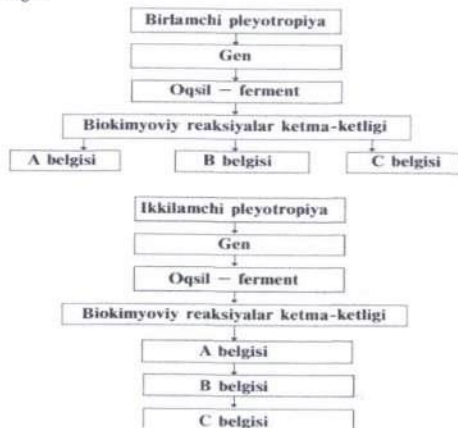 Birlamchi pleyotropiya
Gen
Oqsil — ferment
Biokimyoviy reaksiyalar ketma-ketligi
A belgisi B belgisi C belgisi
Ikkilamchi pleyotropiya
Gen
Oqsil — ferment
Biokimyoviy reaksiyalar ketma-ketligi
A belgisi
B belgisi
C belgisi